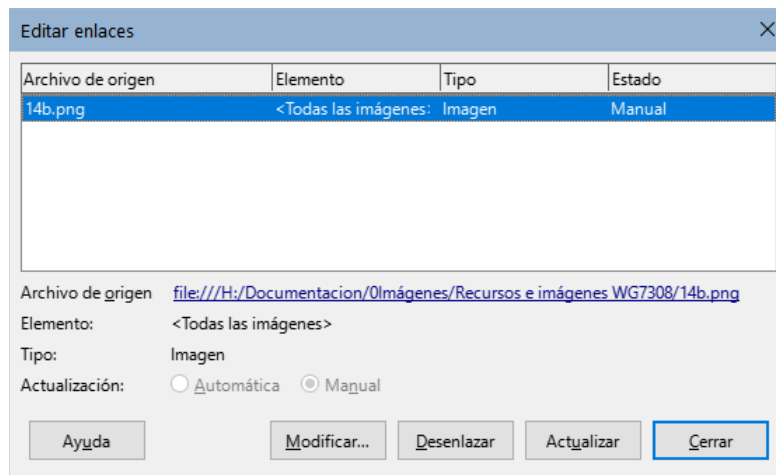 Editar enlaces
Archivo de origen Elemento Tipo Estado
14b.png <Todas las imágenes: Imagen Manual
Archivo de origen file:///H:/Documentacion/0Imágenes/Recursos e imágenes WG7308/14b.png
Elemento: <Todas las imágenes>
Tipo: Imagen
Actualización: Automática Manual
Ayuda Modificar... Desenlazar Actualizar Cerrar